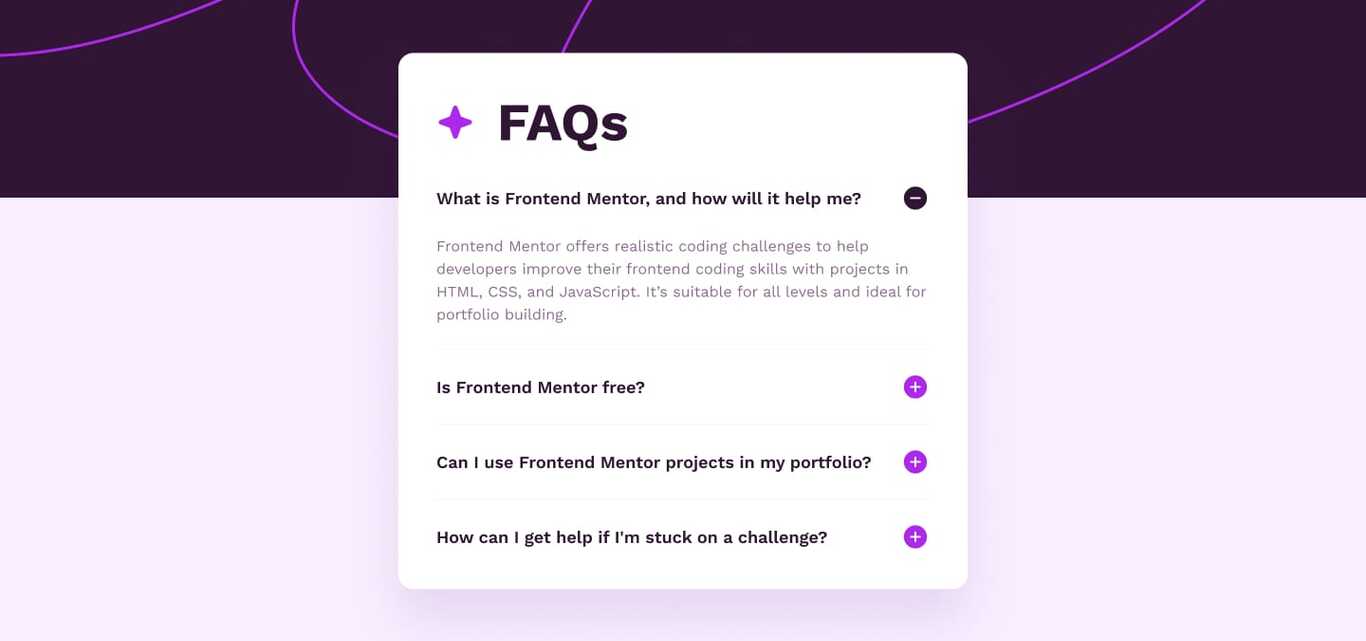 FAQs
What is Frontend Mentor, and how will it help me?
Frontend Mentor offers realistic coding challenges to help
developers improve their frontend coding skills with projects in
HTML, CSS, and JavaScript. It’s suitable for all levels and ideal for
portfolio building.
Is Frontend Mentor free?
Can I use Frontend Mentor projects in my portfolio?
How can I get help if I'm stuck on a challenge?